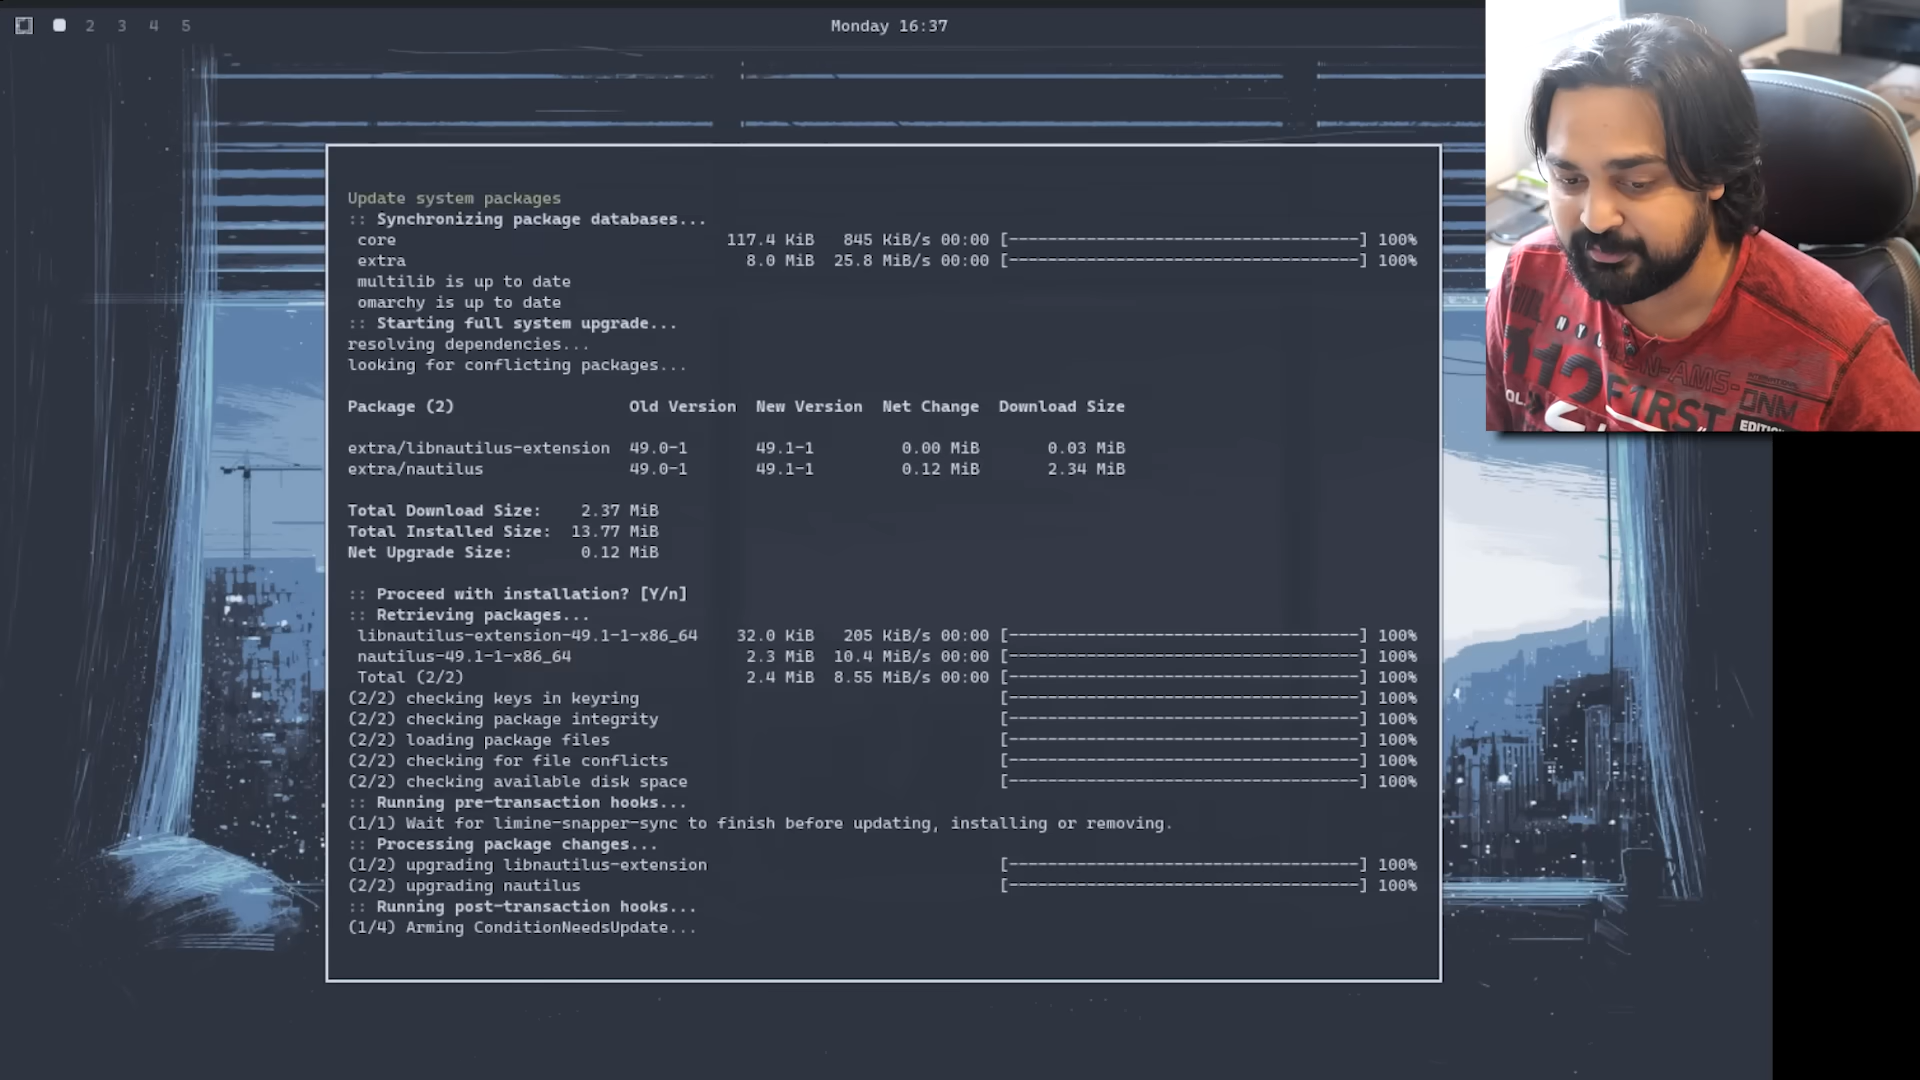 2 3 4 5
Monday 16:37
Update system packages
:: Synchronizing package databases...
core 117.4 KiB 845 KiB/s 00:00 [------------------------------------] 100%
extra 8.0 MiB 25.8 MiB/s 00:00 [------------------------------------] 100%
multilib is up to date
omarchy is up to date
:: Starting full system upgrade...
resolving dependencies...
looking for conflicting packages...
Package (2) Old Version New Version Net Change Download Size
extra/libnautilus-extension 49.0-1 49.1-1 0.00 MiB 0.03 MiB
extra/nautilus 49.0-1 49.1-1 0.12 MiB 2.34 MiB
Total Download Size: 2.37 MiB
Total Installed Size: 13.77 MiB
Net Upgrade Size: 0.12 MiB
:: Proceed with installation? [Y/n]
:: Retrieving packages...
libnautilus-extension-49.1-1-x86_64 32.0 KiB 205 KiB/s 00:00 [------------------------------------] 100%
nautilus-49.1-1-x86_64 2.3 MiB 10.4 MiB/s 00:00 [------------------------------------] 100%
Total (2/2) 2.4 MiB 8.55 MiB/s 00:00 [------------------------------------] 100%
(2/2) checking keys in keyring [------------------------------------] 100%
(2/2) checking package integrity [------------------------------------] 100%
(2/2) loading package files [------------------------------------] 100%
(2/2) checking for file conflicts [------------------------------------] 100%
(2/2) checking available disk space [------------------------------------] 100%
:: Running pre-transaction hooks...
(1/1) Wait for limine-snapper-sync to finish before updating, installing or removing.
:: Processing package changes...
(1/2) upgrading libnautilus-extension [------------------------------------] 100%
(2/2) upgrading nautilus [------------------------------------] 100%
:: Running post-transaction hooks...
(1/4) Arming ConditionNeedsUpdate...
NY
-AMS-
112 F1RST
EDITI